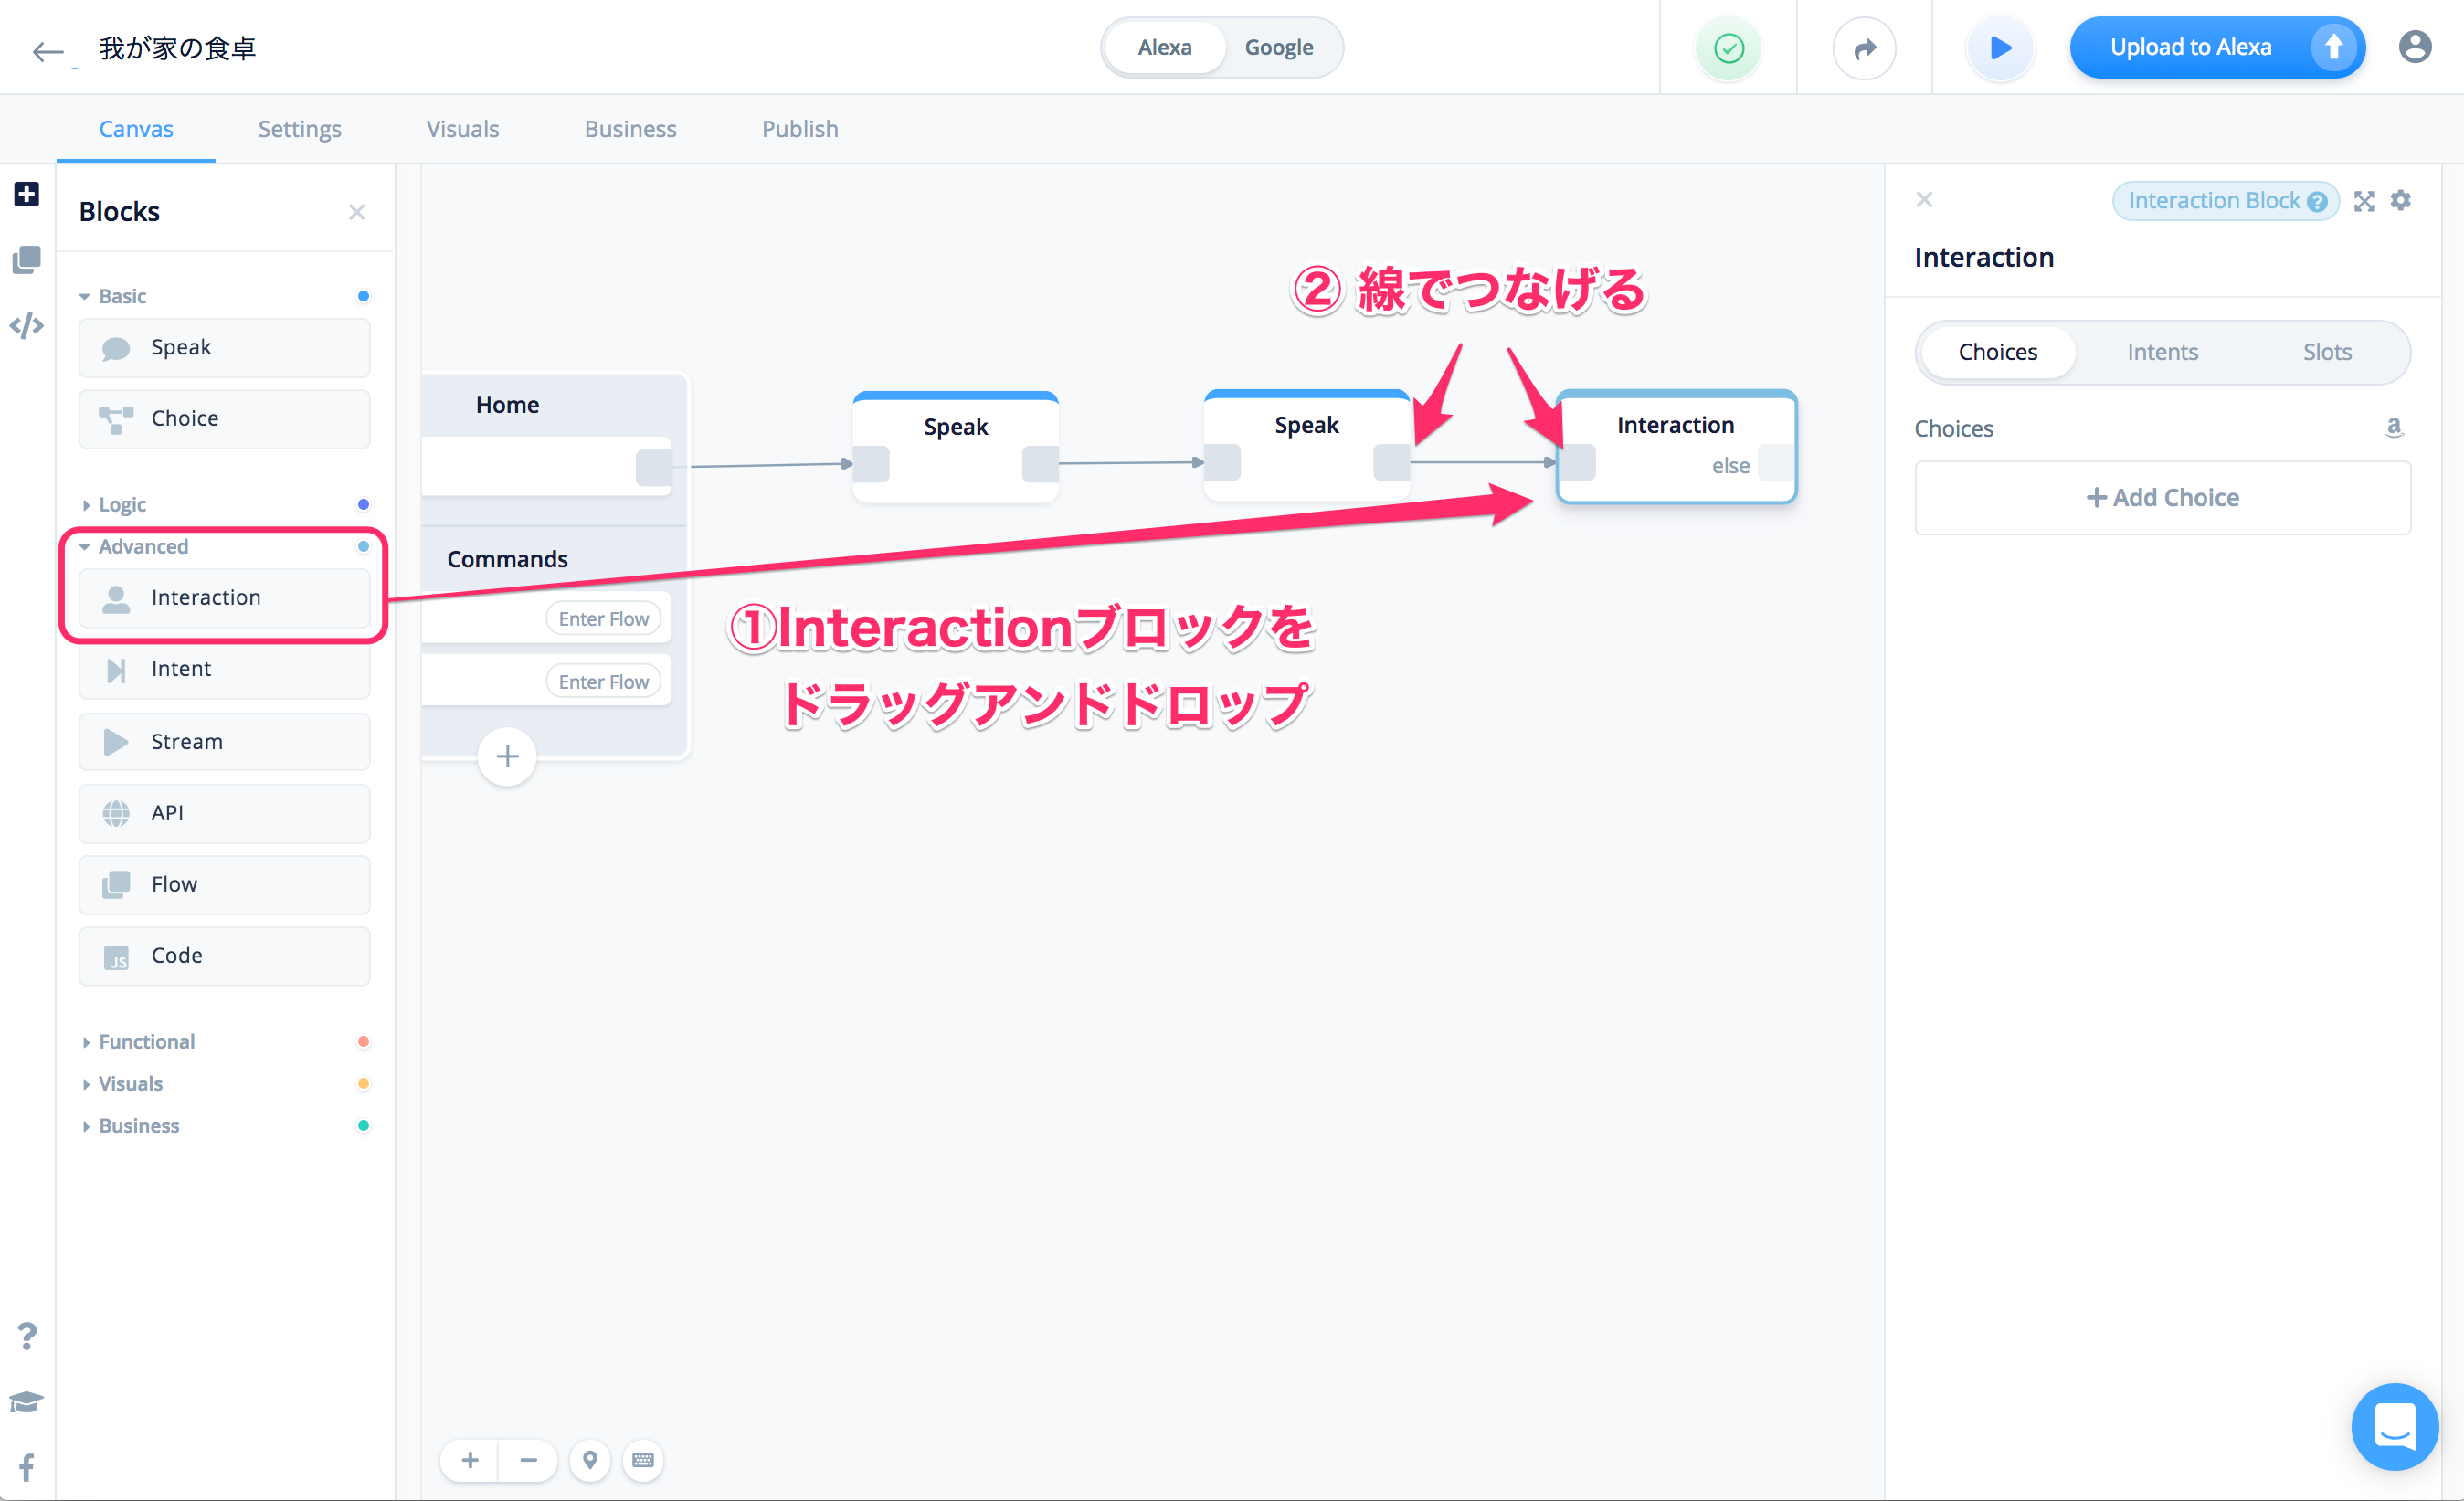 我が家の食卓
Alexa
Google
Upload to Alexa
Canvas
Settings
Visuals
Business
Publish
Blocks
Basic
Speak
Choice
Logic
Advanced
Interaction
Intent
Stream
API
Flow
JS
Code
Functional
Visuals
Business
Home
Commands
Enter Flow
Enter Flow
Speak
Speak
Interaction
else
② 線でつなげる
①Interactionブロックを
ドラッグアンドドロップ
Interaction Block ?
Interaction
Choices
Intents
Slots
Choices
a
Add Choice